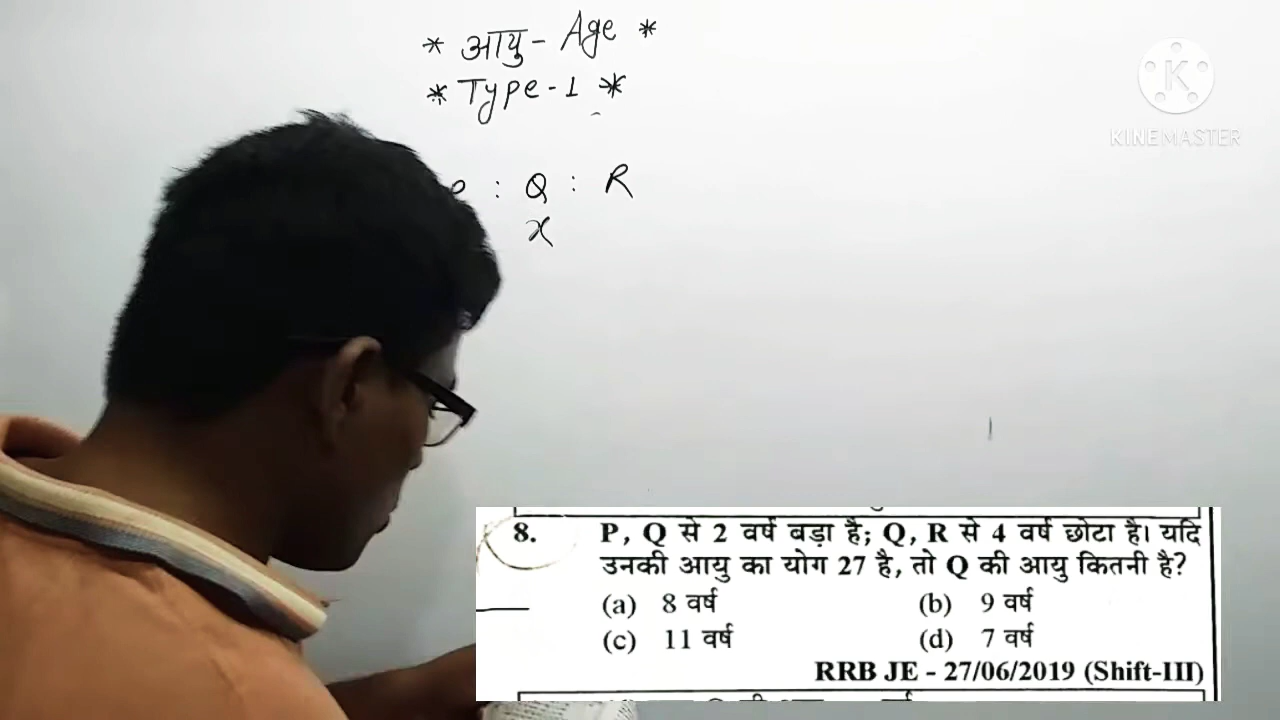 * आयु - Age *
* Type-1 *
: Q : R
x
KINEMASTER
8. P, Q से 2 वर्ष बड़ा है; Q, R से 4 वर्ष छोटा है। यदि
उनकी आयु का योग 27 है, तो Q की आयु कितनी है?
(a) 8 वर्ष (b) 9 वर्ष
(c) 11 वर्ष (d) 7 वर्ष
RRB JE - 27/06/2019 (Shift-III)